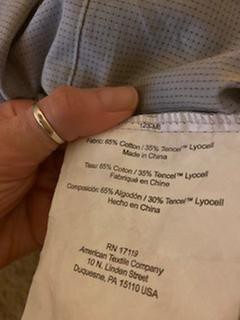 Fabric: 65% Cotton / 35% Tencel™ Lyocell
Made in China
Tissu: 65% Coton / 35% Tencel™ Lyocell
Fabriqué en Chine
Composición: 65% Algodón / 30% Tencel™ Lyocell
Hecho en China
RN 17119
American Textile Company
10 N. Linden Street
Duquesne, PA 15110 USA